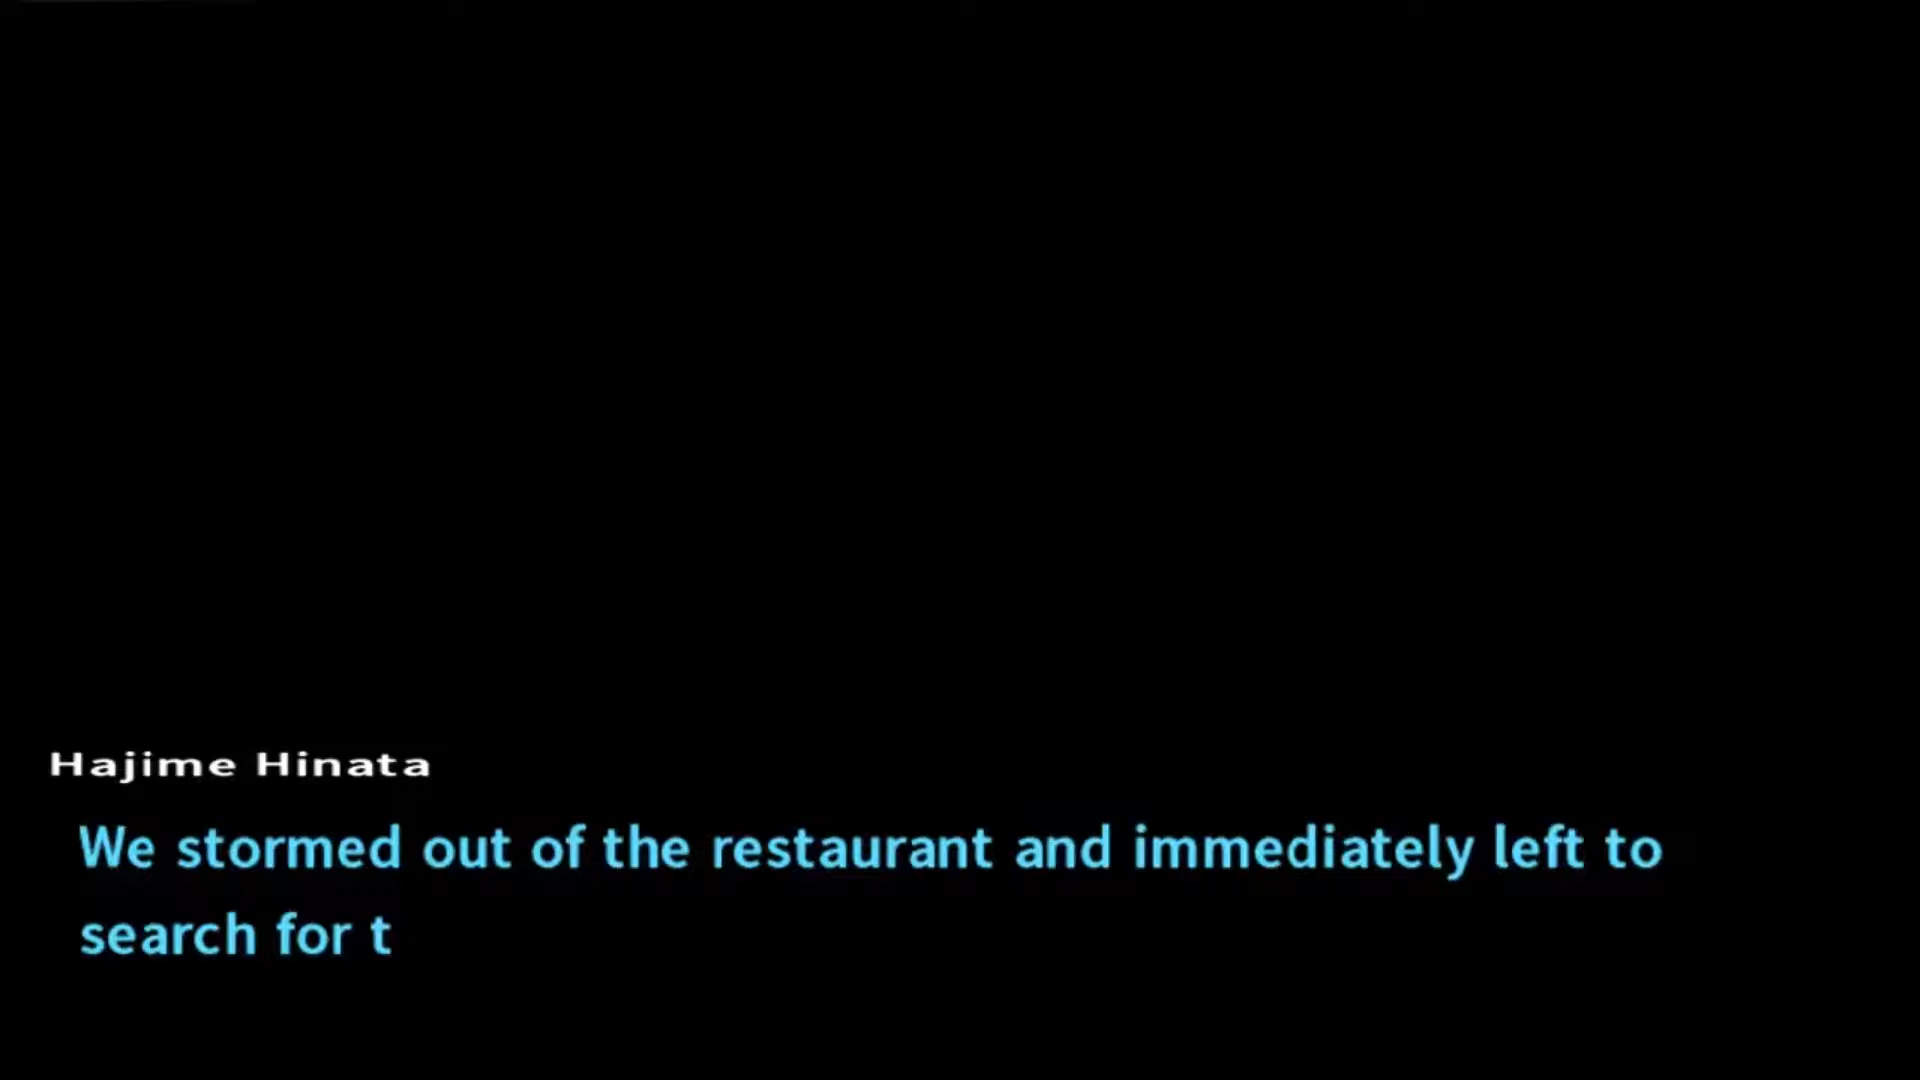 Hajime Hinata
We stormed out of the restaurant and immediately left to
search for t